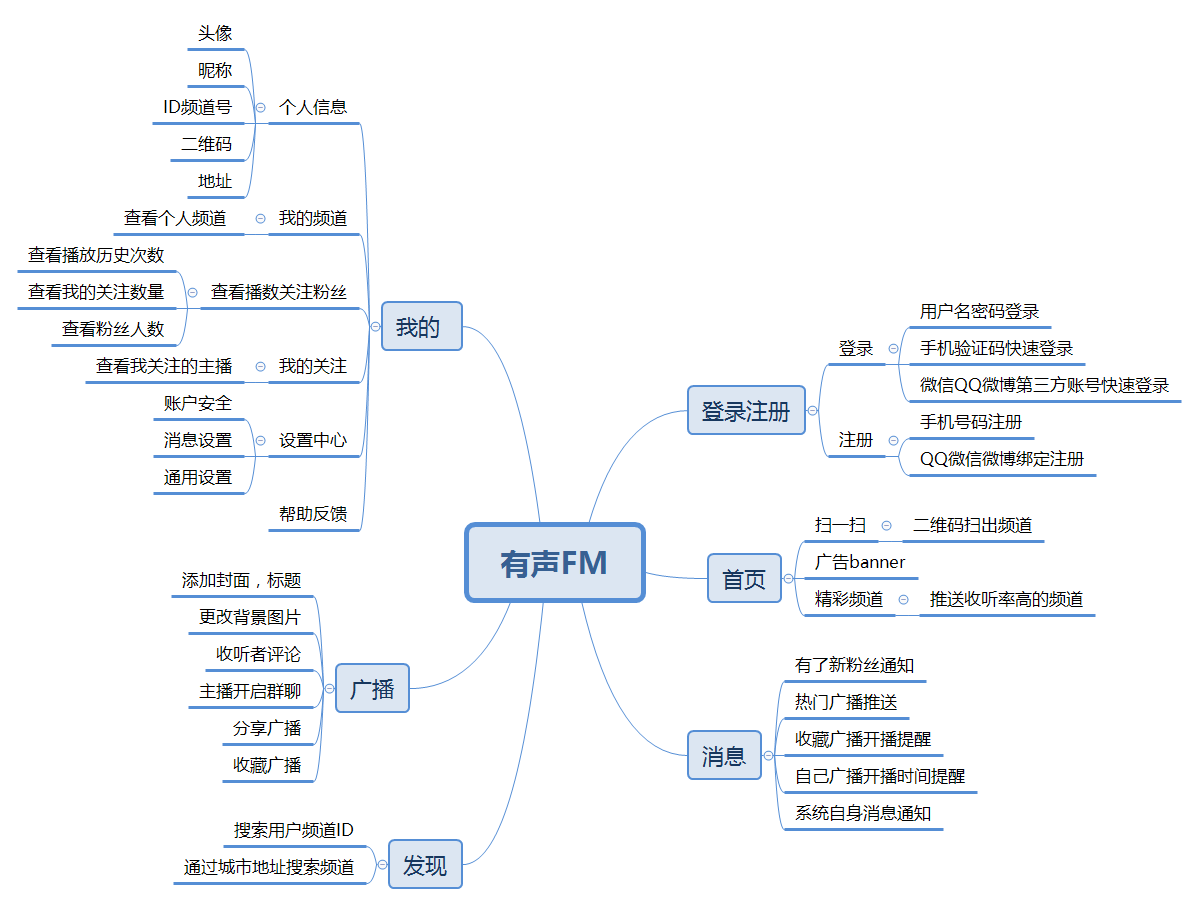 有声FM
登录注册
登录
用户名密码登录
手机验证码快速登录
微信QQ微博第三方账号快速登录
注册
手机号码注册
QQ微信微博绑定注册
首页
扫一扫
二维码扫出频道
广告banner
精彩频道
推送收听率高的频道
消息
有了新粉丝通知
热门广播推送
收藏广播开播提醒
自己广播开播时间提醒
系统自身消息通知
我的
个人信息
头像
昵称
ID频道号
二维码
地址
我的频道
查看个人频道
查看播数关注粉丝
查看播放历史次数
查看我的关注数量
查看粉丝人数
我的关注
查看我关注的主播
设置中心
账户安全
消息设置
通用设置
帮助反馈
广播
添加封面，标题
更改背景图片
收听者评论
主播开启群聊
分享广播
收藏广播
发现
搜索用户频道ID
通过城市地址搜索频道